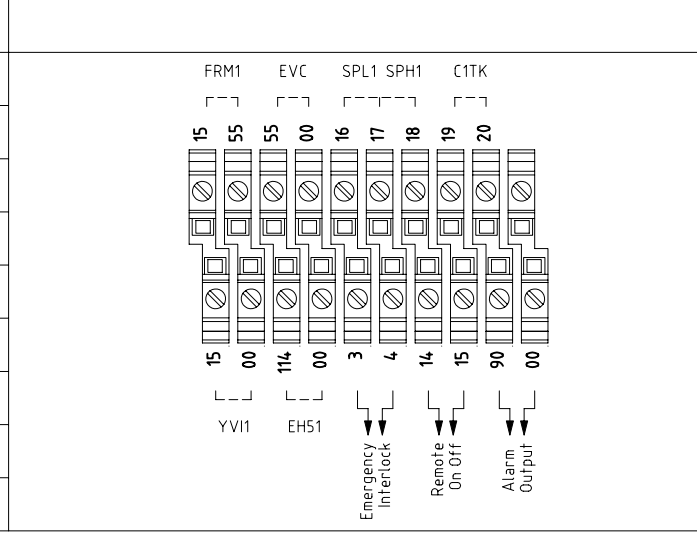 FRM1 EVC SPL1 SPH1 C1TK
15 55 55 00 16 17 18 19 20
15 00 114 00 3 4 14 15 90 00
YVI1 EH51
Emergency
Interlock
Remote
On Off
Alarm
Output